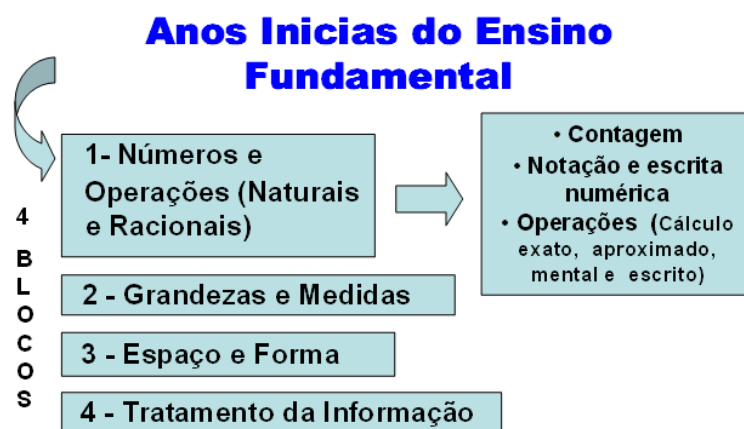 Anos Inicias do Ensino
Fundamental
4
B
L
O
C
O
S
1- Números e
Operações (Naturais
e Racionais)
• Contagem
• Notação e escrita
numérica
• Operações (Cálculo
exato, aproximado,
mental e escrito)
2 - Grandezas e Medidas
3 - Espaço e Forma
4 - Tratamento da Informação